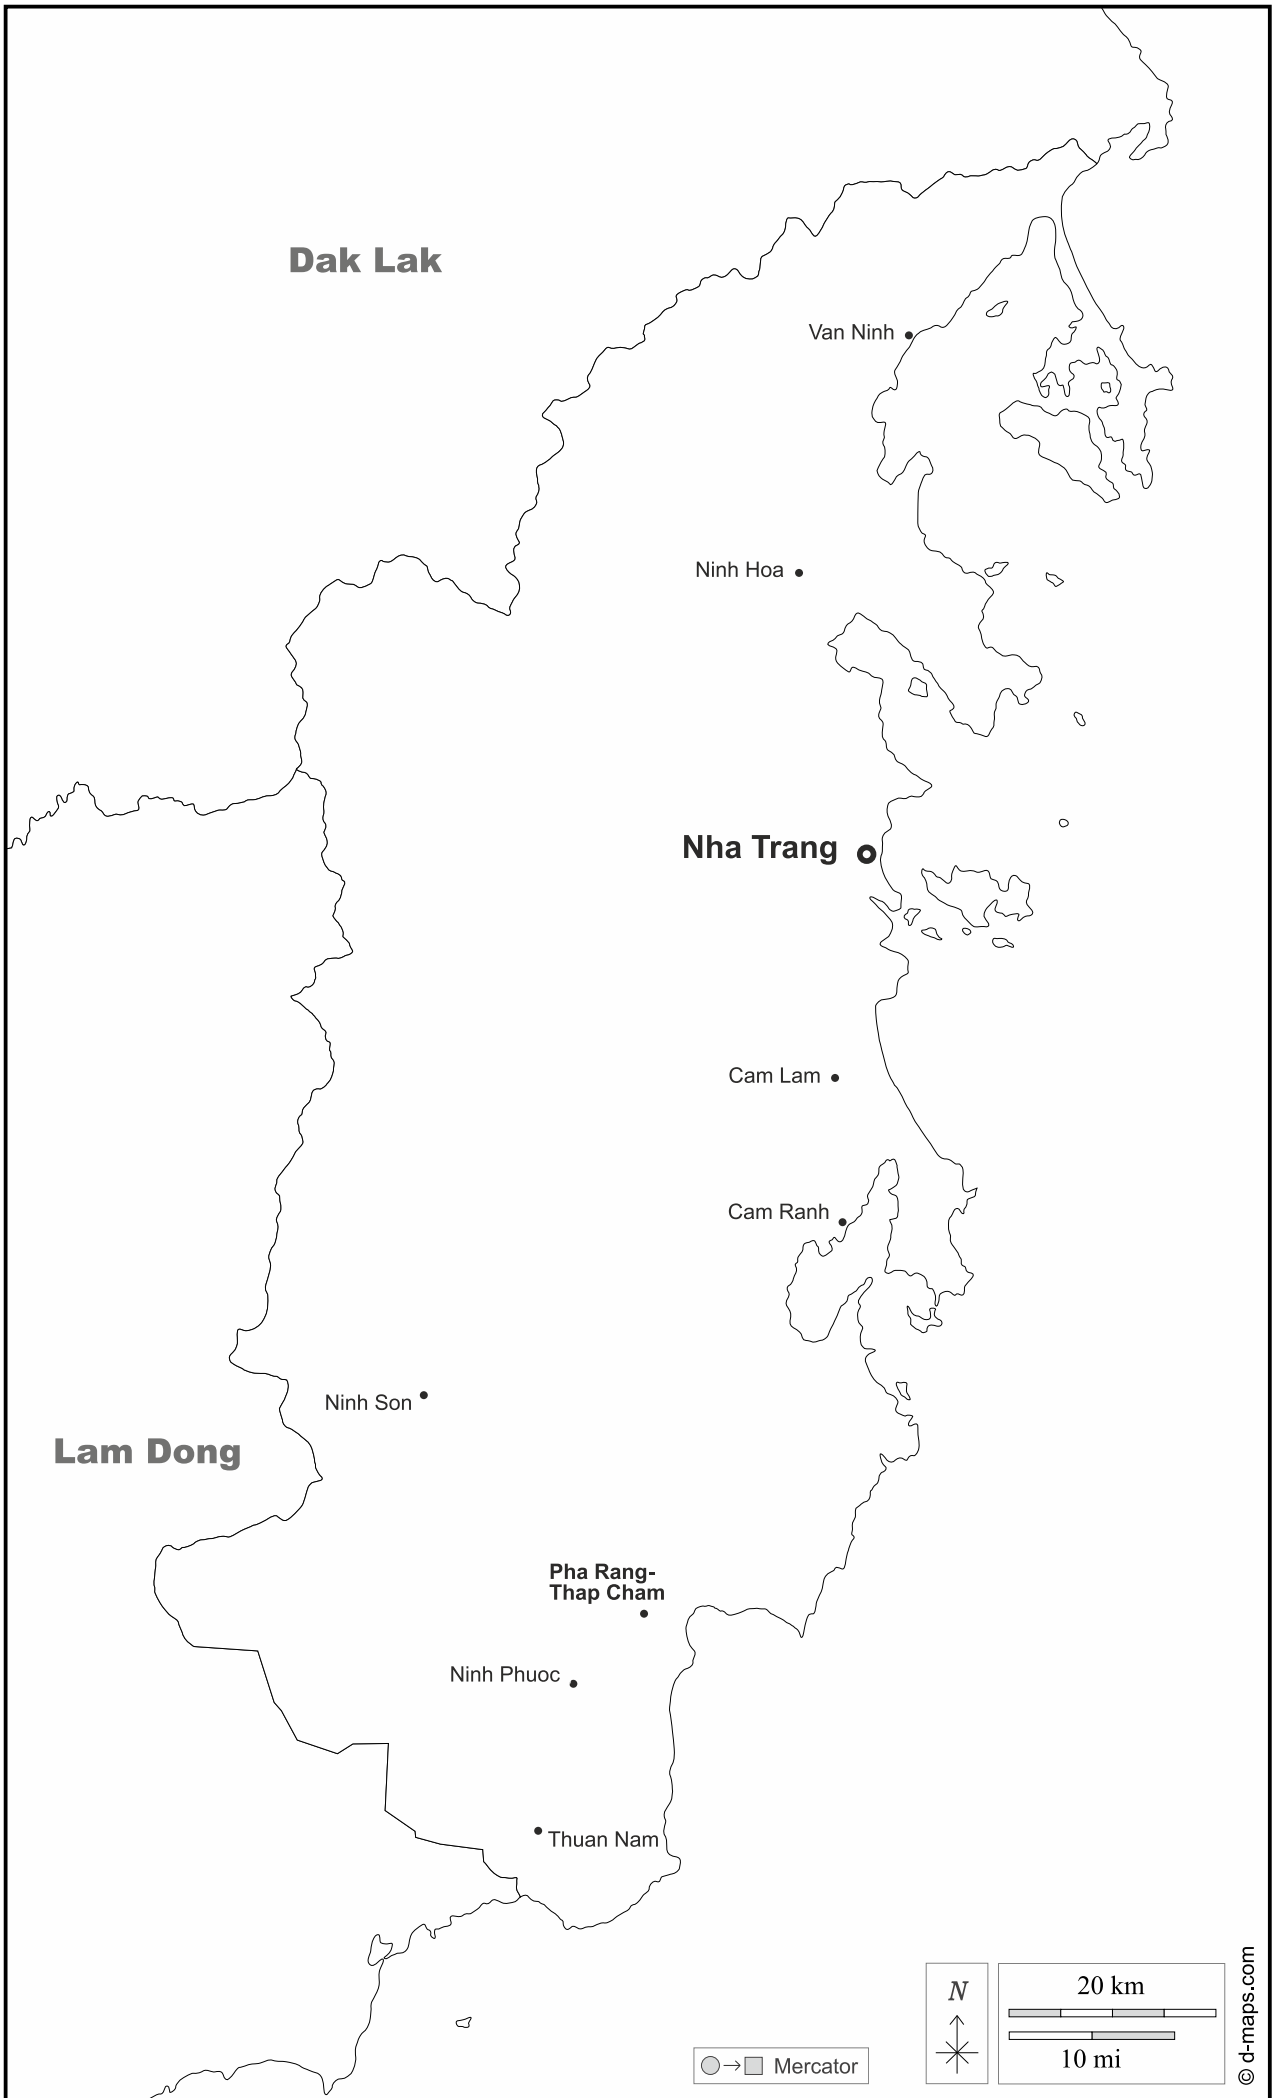 Dak Lak
Van Ninh
Ninh Hoa
Nha Trang
Cam Lam
Cam Ranh
Ninh Son
Lam Dong
Pha Rang-
Thap Cham
Ninh Phuoc
Thuan Nam
N
20 km
10 mi
Mercator
© d-maps.com